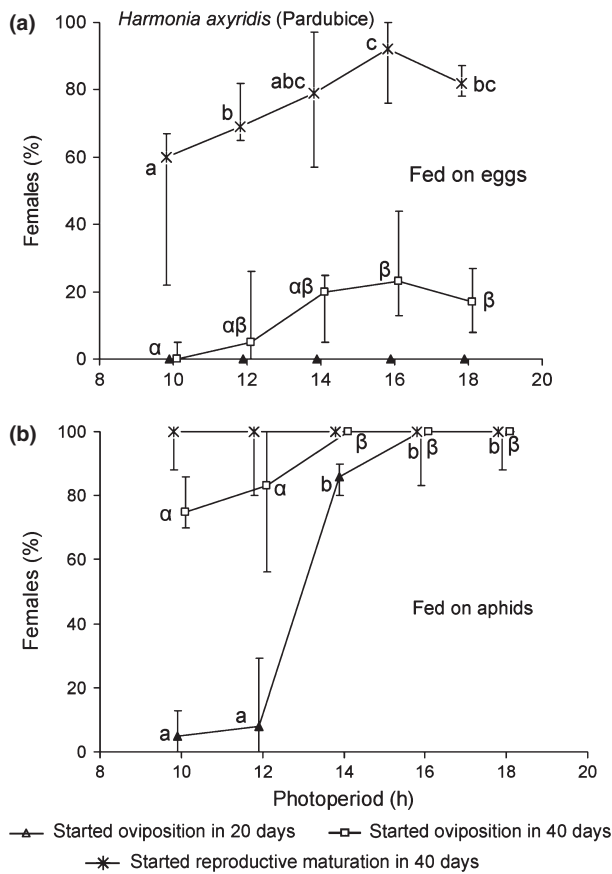 (a)
Harmonia axyridis (Pardubice)
100
80
60
40
20
0
Females (%)
a
b
abc
c
bc
Fed on eggs
α
αβ
αβ
β
β
8
10
12
14
16
18
20
(b)
100
80
60
40
20
0
Females (%)
α
α
β
b β
b β
b
a
a
Fed on aphids
8
10
12
14
16
18
20
Photoperiod (h)
Started oviposition in 20 days
Started oviposition in 40 days
Started reproductive maturation in 40 days